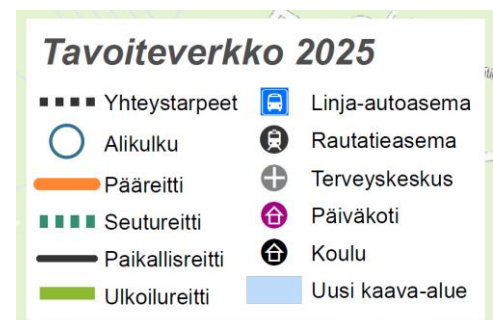 Tavoiteverkko 2025
Yhteystarpeet
Alikulku
Pääreitti
Seutureitti
Paikallisreitti
Ulkoilureitti
Linja-autoasema
Rautatieasema
Terveyskeskus
Päiväkoti
Koulu
Uusi kaava-alue